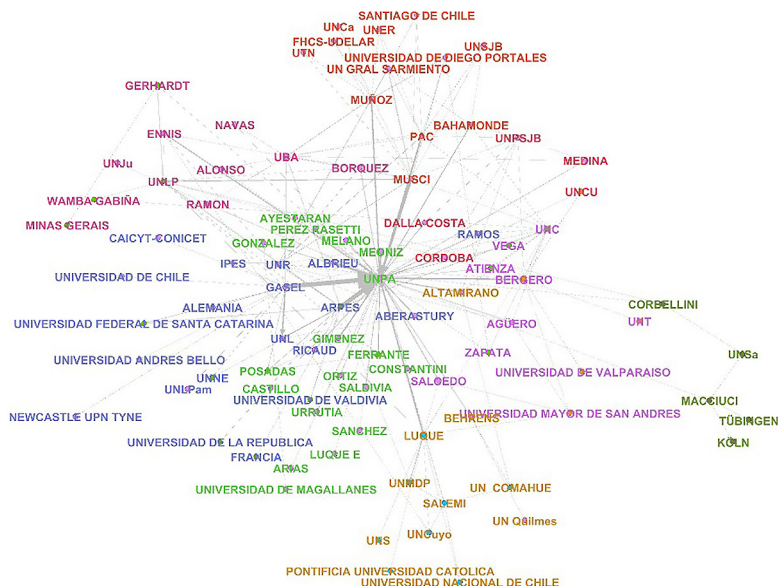 SANTIAGO DE CHILE
UNCa
UNER
FHCS-UDELAR
UNSJB
UTN
UNIVERSIDAD DE DIEGO PORTALES
UN GRAL SARMIENTO
GERHARDT
MUÑOZ
NAVAS
BAHAMONDE
ENNIS
PAC
UNPSJB
UBA
MEDINA
UNJu
ALONSO
BORQUEZ
UNLP
MUSCI
UNCU
WAMBA GABIÑA
RAMON
MINAS GERAIS
AYESTARAN
DALLA COSTA
PEREZ RASETTI
UNC
CAICYT-CONICET
GONZALEZ
MELANO
RAMOS
VEGA
MEONIZ
IPES
UNR
ALBRIEU
CORDOBA
ATIENZA
UNIVERSIDAD DE CHILE
UNPA
BERGERO
GASEL
ALTAMIRANO
ALEMANIA
ARPES
CORBELLINI
ABERASTURY
UNIVERSIDAD FEDERAL DE SANTA CATARINA
AGÜERO
UNT
UNL
GIMENEZ
RICAUD
FERRANTE
ZAPATA
UNSa
UNIVERSIDAD ANDRES BELLO
POSADAS
CONSTANTINI
UNIVERSIDAD DE VALPARAISO
UNNE
ORTIZ
SALCEDO
UNLPam
CASTILLO
SALDIVIA
UNIVERSIDAD DE VALDIVIA
MACCIUCI
URRUTIA
UNIVERSIDAD MAYOR DE SAN ANDRES
NEWCASTLE UPN TYNE
BEHRENS
TÜBINGEN
SANCHEZ
LUQUE
UNIVERSIDAD DE LA REPUBLICA
KÖLN
FRANCIA
LUQUE E
ARIAS
UNMDP
UN COMAHUE
UNIVERSIDAD DE MAGALLANES
SALEMI
UN Quilmes
UNCuyo
UNS
PONTIFICIA UNIVERSIDAD CATOLICA
UNIVERSIDAD NACIONAL DE CHILE